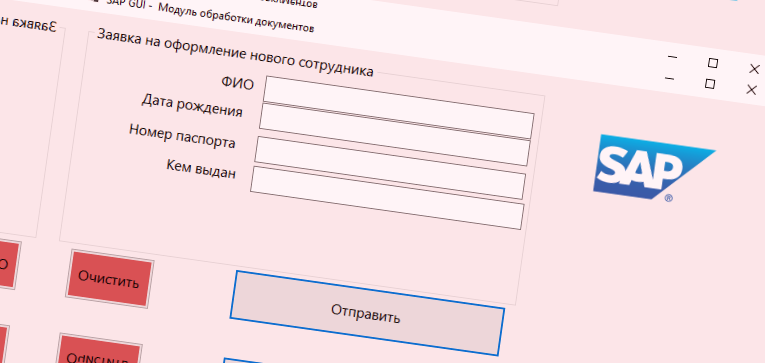 SAP GUI - Модуль обработки документов
Заявка на оформление нового сотрудника
ФИО
Дата рождения
Номер паспорта
Кем выдан
SAP
®
Очистить
Отправить